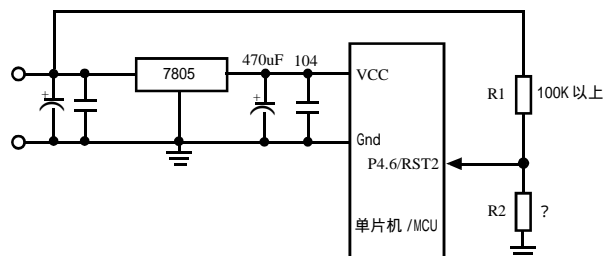 7805
470uF 104
VCC
R1 100K 以上
Gnd
P4.6/RST2
R2 ?
单片机 /MCU
+
+